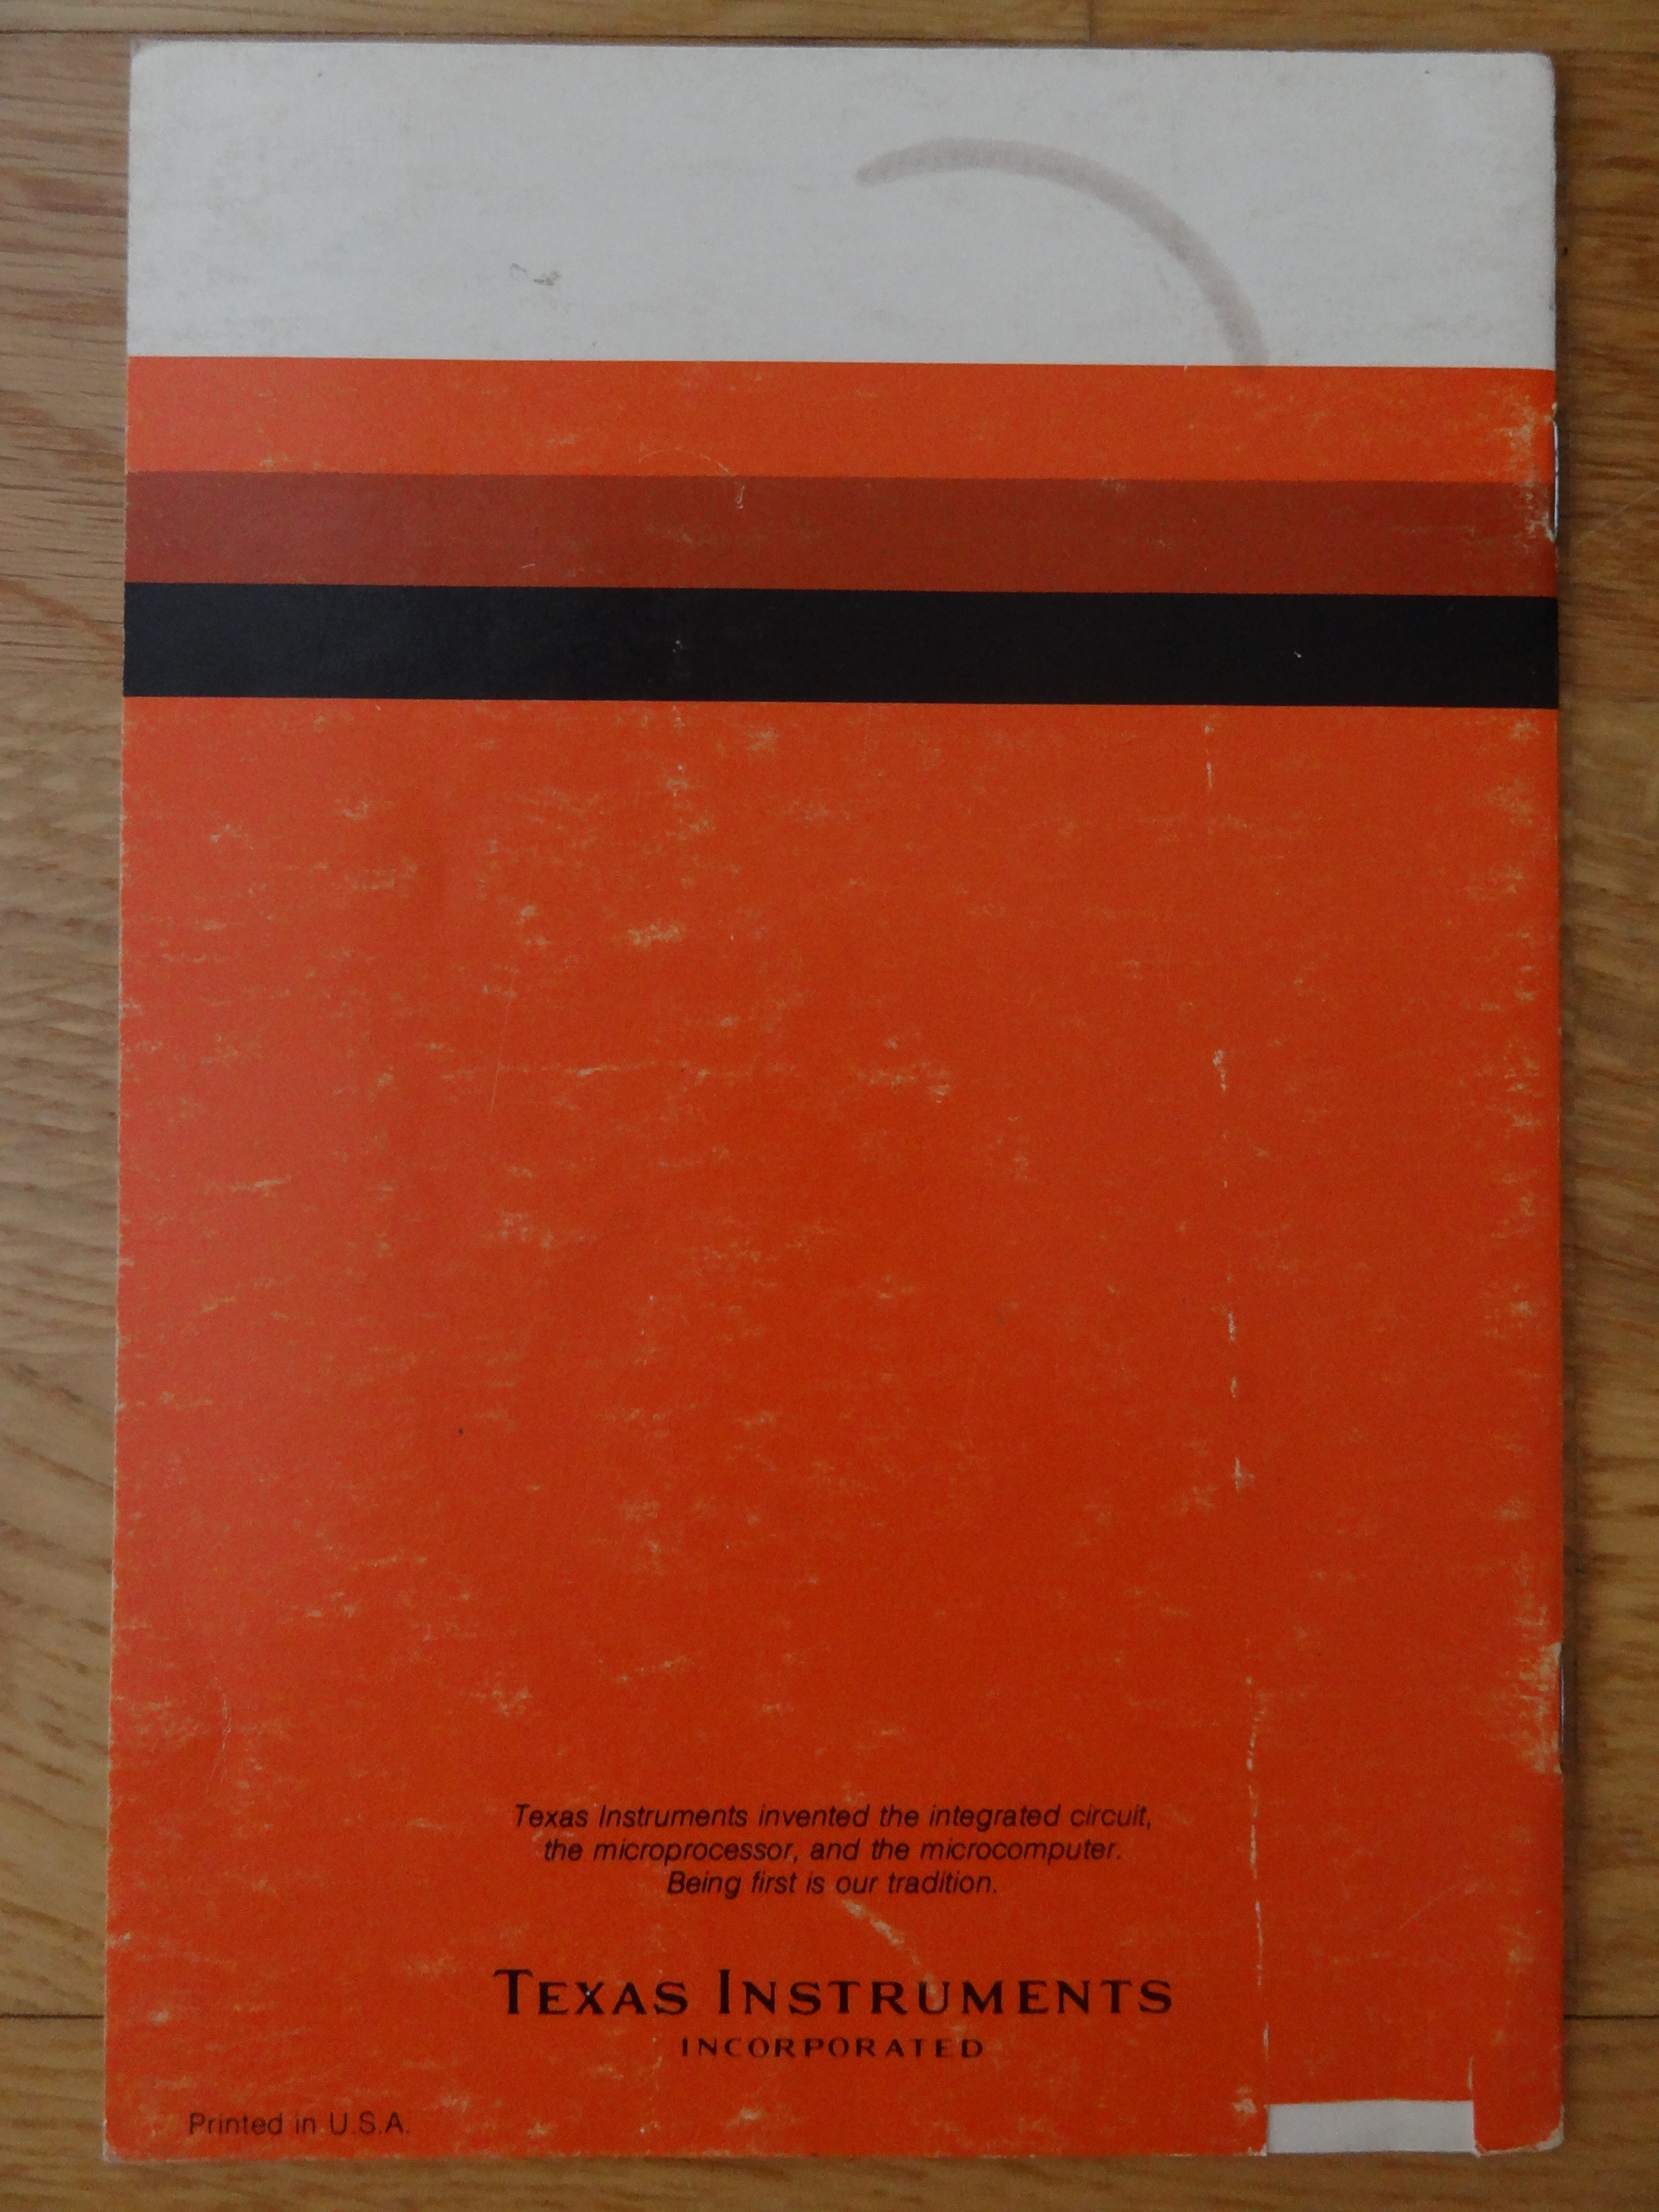 Texas Instruments invented the integrated circuit,
the microprocessor, and the microcomputer.
Being first is our tradition.
TEXAS INSTRUMENTS
INCORPORATED
Printed in U.S.A.